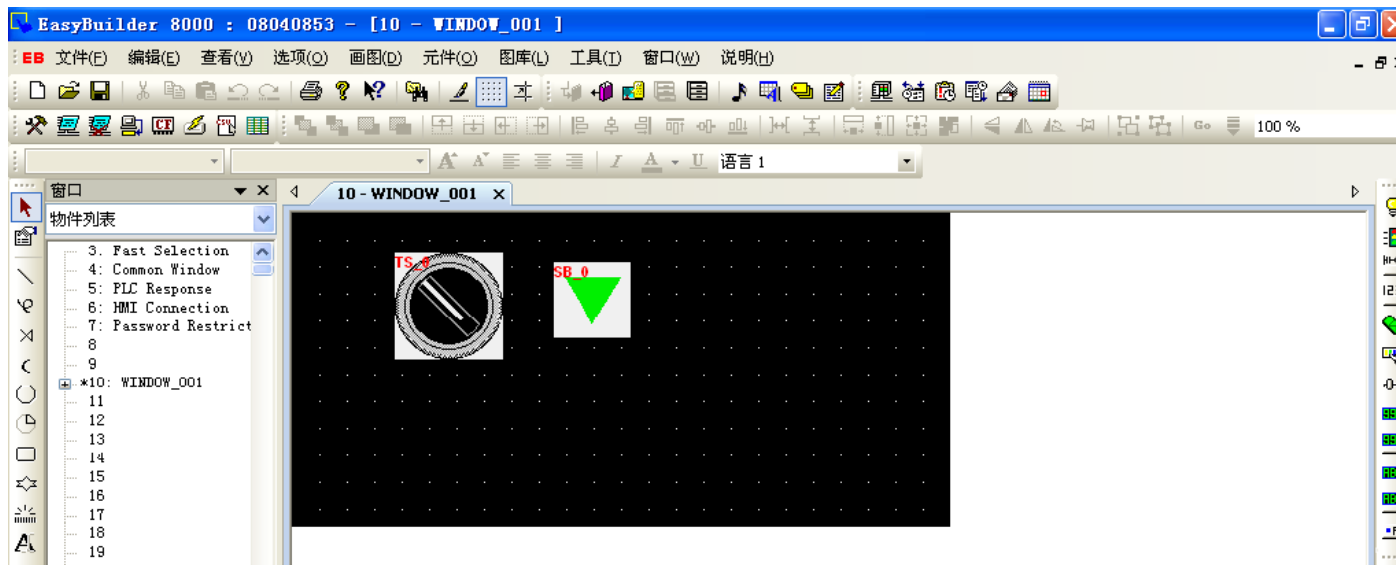 EasyBuilder 8000 : 08040853 - [10 - WINDOW_001 ]
EB 文件(F) 编辑(E) 查看(V) 选项(O) 画图(D) 元件(O) 图库(L) 工具(T) 窗口(W) 说明(H)
Go 100 %
语言 1
窗口
10 - WINDOW_001
物件列表
3. Fast Selection
4: Common Window
5: PLC Response
6: HMI Connection
7: Password Restrict
8
9
*10: WINDOW_001
11
12
13
14
15
16
17
18
19
TS_0
SB_0